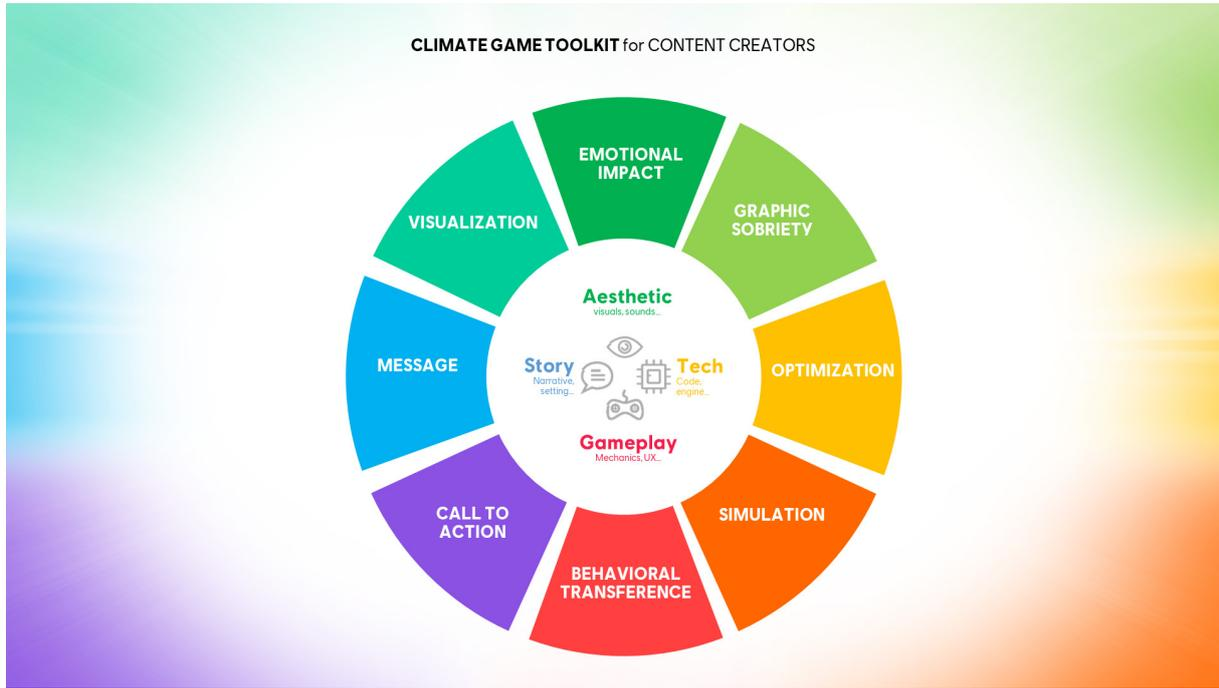 CLIMATE GAME TOOLKIT for CONTENT CREATORS
EMOTIONAL
IMPACT
GRAPHIC
SOBRIETY
VISUALIZATION
Aesthetic
visuals, sounds...
MESSAGE
Story
Narrative,
setting...
Tech
Code,
engine...
OPTIMIZATION
Gameplay
Mechanics, UX...
CALL TO
ACTION
SIMULATION
BEHAVIORAL
TRANSFERENCE